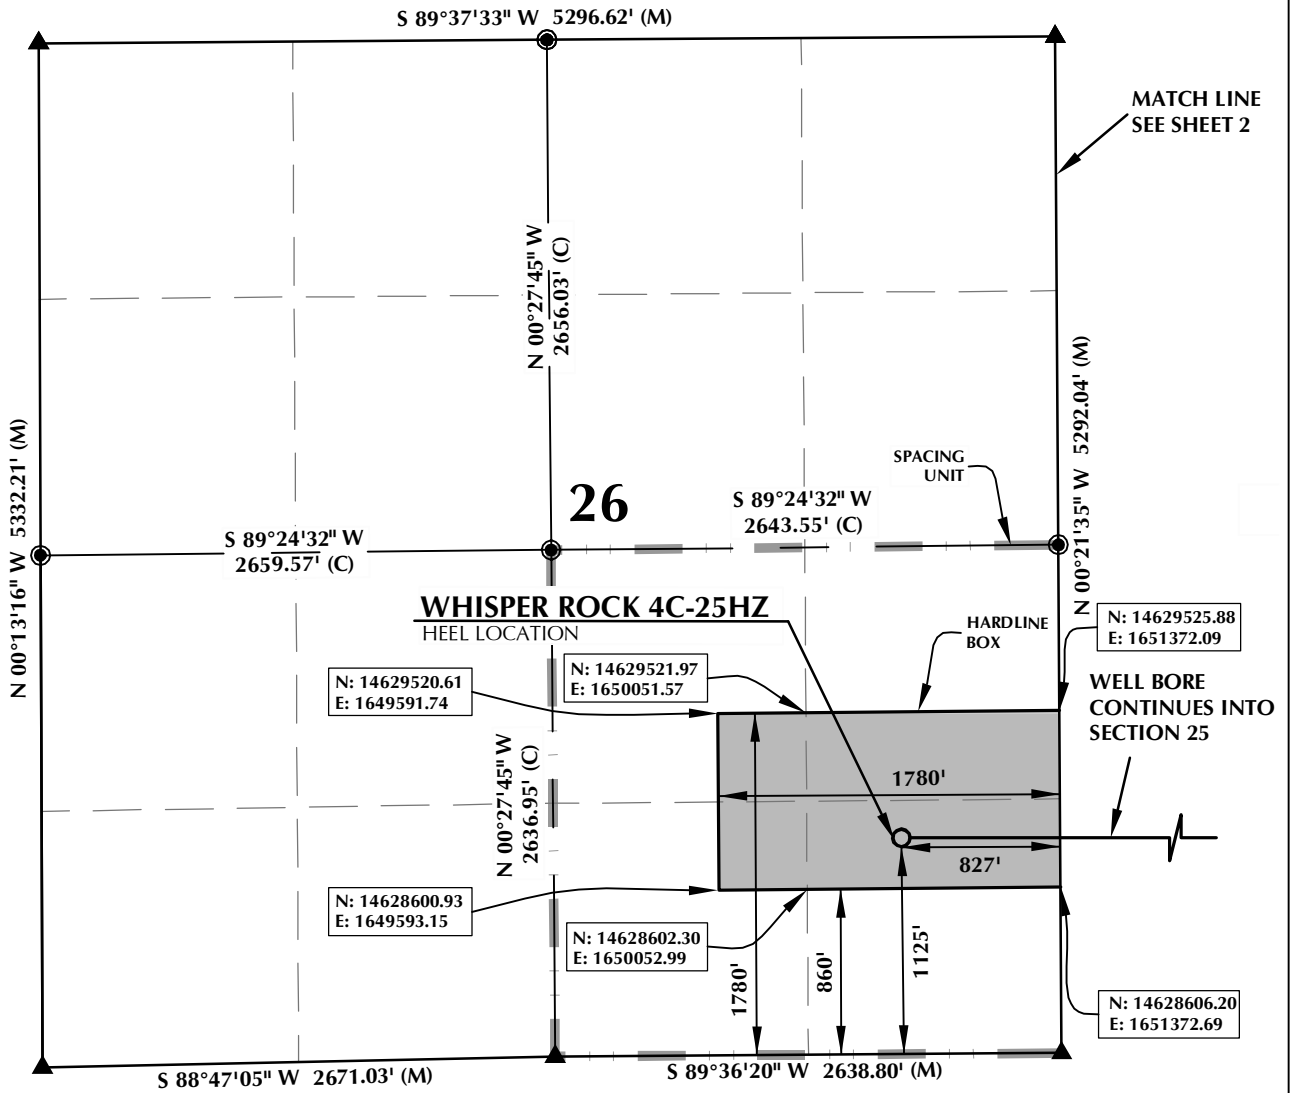 S 89°37'33" W 5296.62' (M)
MATCH LINE
SEE SHEET 2
N 00°27'45" W
2656.03' (C)
N 00°21'35" W 5292.04' (M)
N 00°13'16" W 5332.21' (M)
SPACING
UNIT
26
S 89°24'32" W
2643.55' (C)
S 89°24'32" W
2659.57' (C)
WHISPER ROCK 4C-25HZ
HEEL LOCATION
HARDLINE
BOX
N: 14629525.88
E: 1651372.09
N: 14629521.97
E: 1650051.57
N: 14629520.61
E: 1649591.74
WELL BORE
CONTINUES INTO
SECTION 25
N 00°27'45" W
2636.95' (C)
1780'
827'
N: 14628600.93
E: 1649593.15
N: 14628602.30
E: 1650052.99
1780'
860'
1125'
N: 14628606.20
E: 1651372.69
S 88°47'05" W 2671.03' (M)
S 89°36'20" W 2638.80' (M)